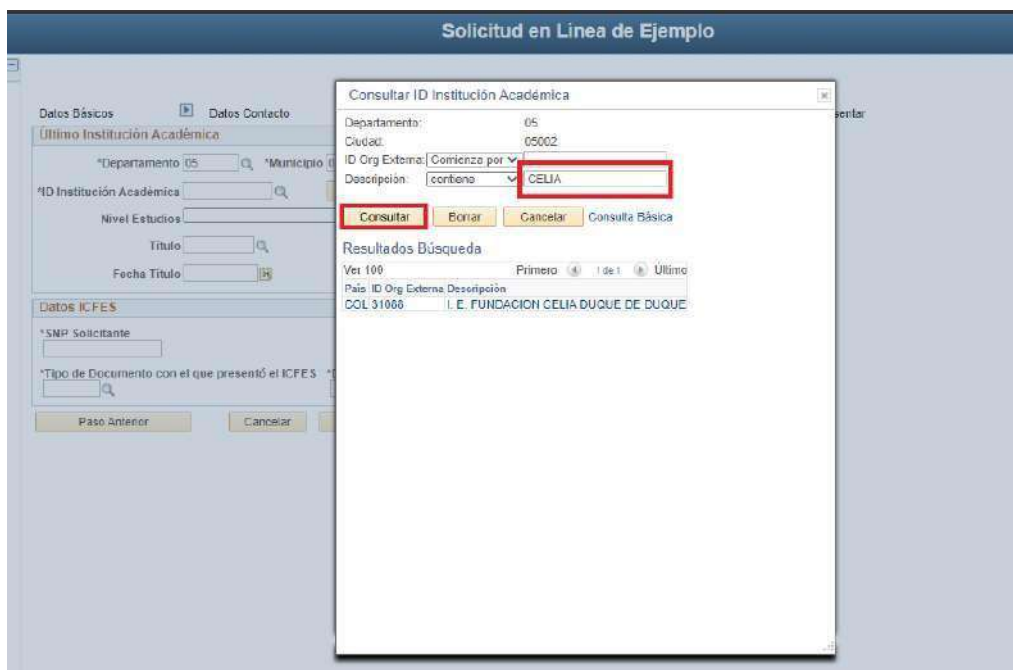 Solicitud en Linea de Ejemplo
Datos Básicos
Datos Contacto
sentar
Último Institución Académica
*Departamento 05
*Municipio 0
*ID Institución Académica
Nivel Estudios
Título
Fecha Título
Datos ICFES
*SNP Solicitante
*Tipo de Documento con el que presentó el ICFES
Paso Anterior
Cancelar
Consultar ID Institución Académica
Departamento: 05
Ciudad: 05002
ID Org Externa: Comienza por
Descripción: contiene CELIA
Consultar Borrar Cancelar Consulta Básica
Resultados Búsqueda
Ver 100 Primero 1 de 1 Último
País ID Org Externa Descripción
COL 31088 I. E. FUNDACION CELIA DUQUE DE DUQUE